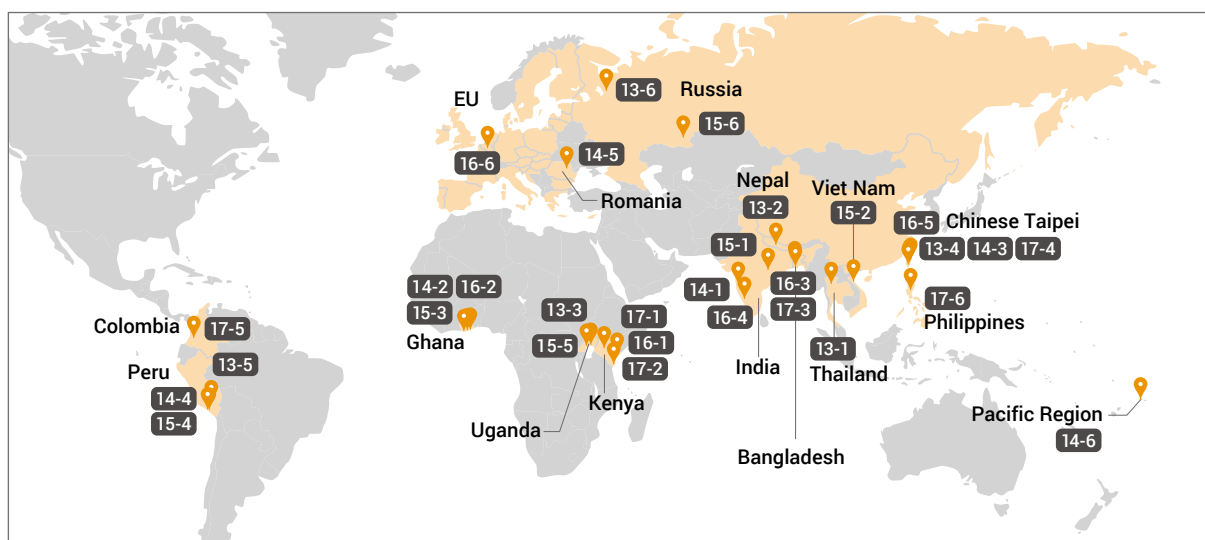 13-6
Russia
15-6
EU
16-6
14-5
Romania
Nepal
13-2
Viet Nam
15-2
16-5
Chinese Taipei
13-4 14-3 17-4
15-1
14-1
16-4
16-3
17-3
17-6
Philippines
13-1
Thailand
India
Bangladesh
14-2 16-2
15-3
Ghana
13-3
15-5
17-1
16-1
17-2
Kenya
Uganda
Colombia
17-5
13-5
Peru
14-4
15-4
Pacific Region
14-6